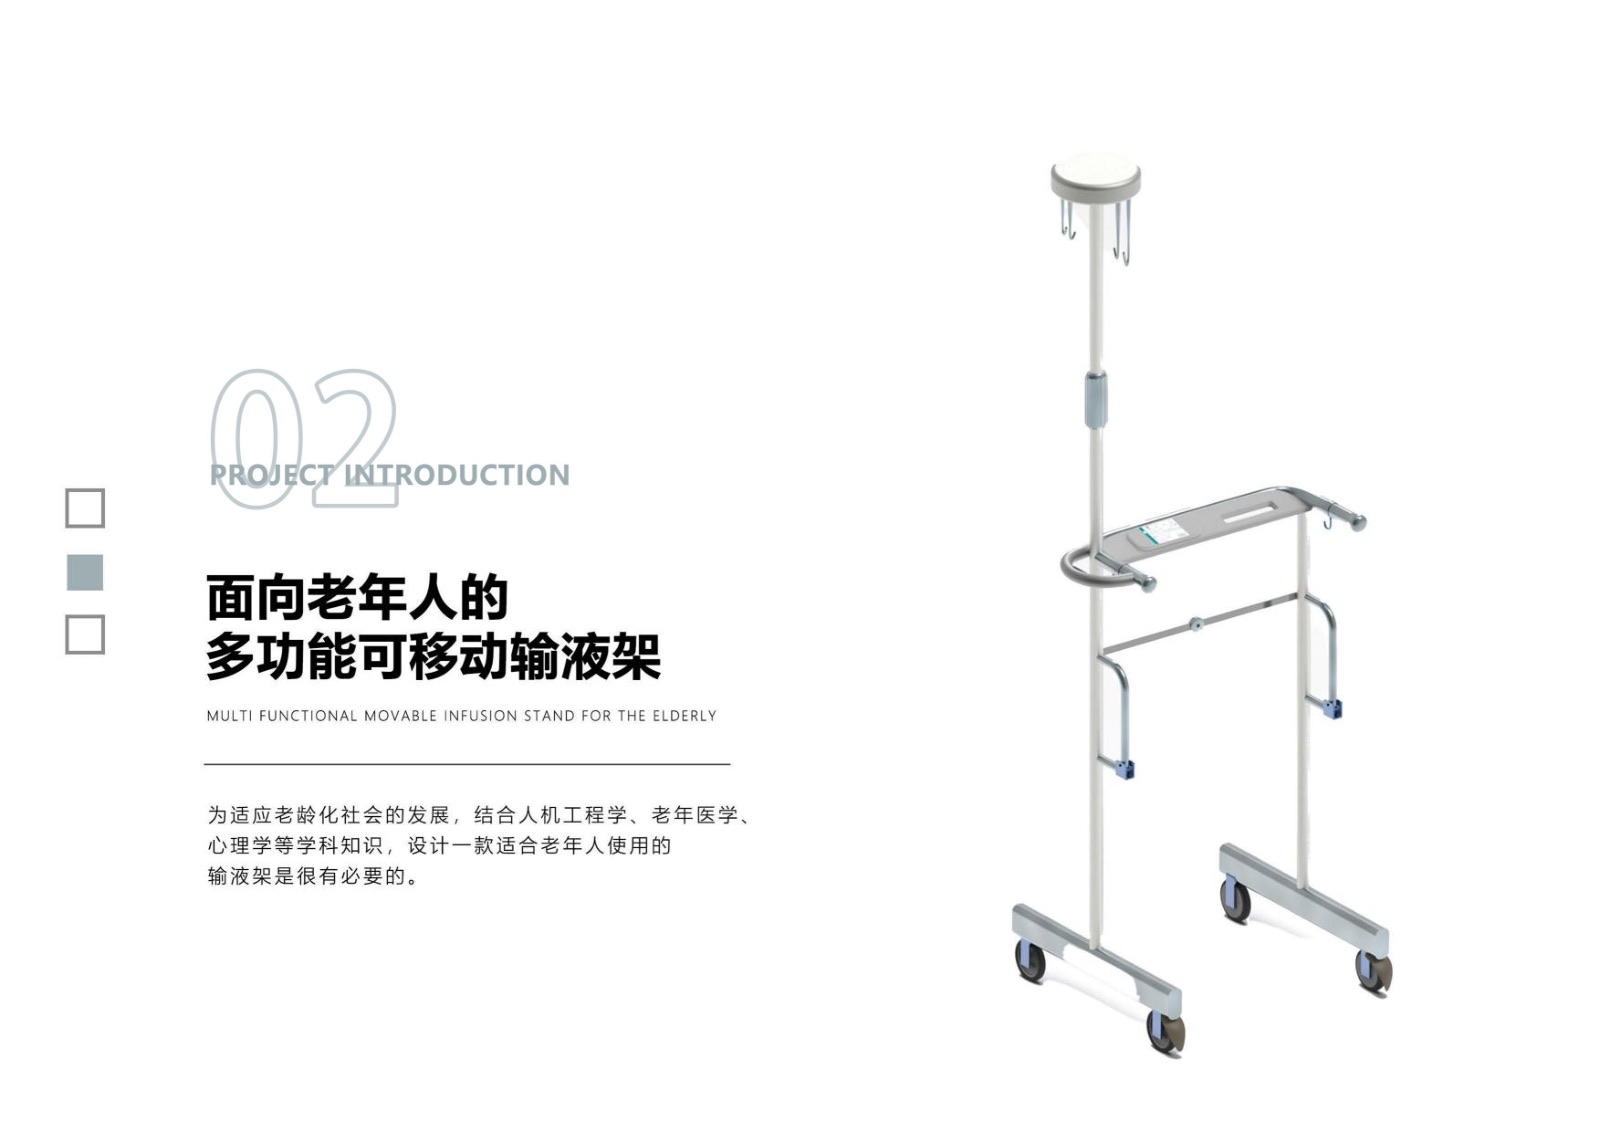 02
PROJECT INTRODUCTION
面向老年人的
多功能可移动输液架
MULTI FUNCTIONAL MOVABLE INFUSION STAND FOR THE ELDERLY
为适应老龄化社会的发展，结合人机工程学、老年医学、
心理学等学科知识，设计一款适合老年人使用的
输液架是很有必要的。